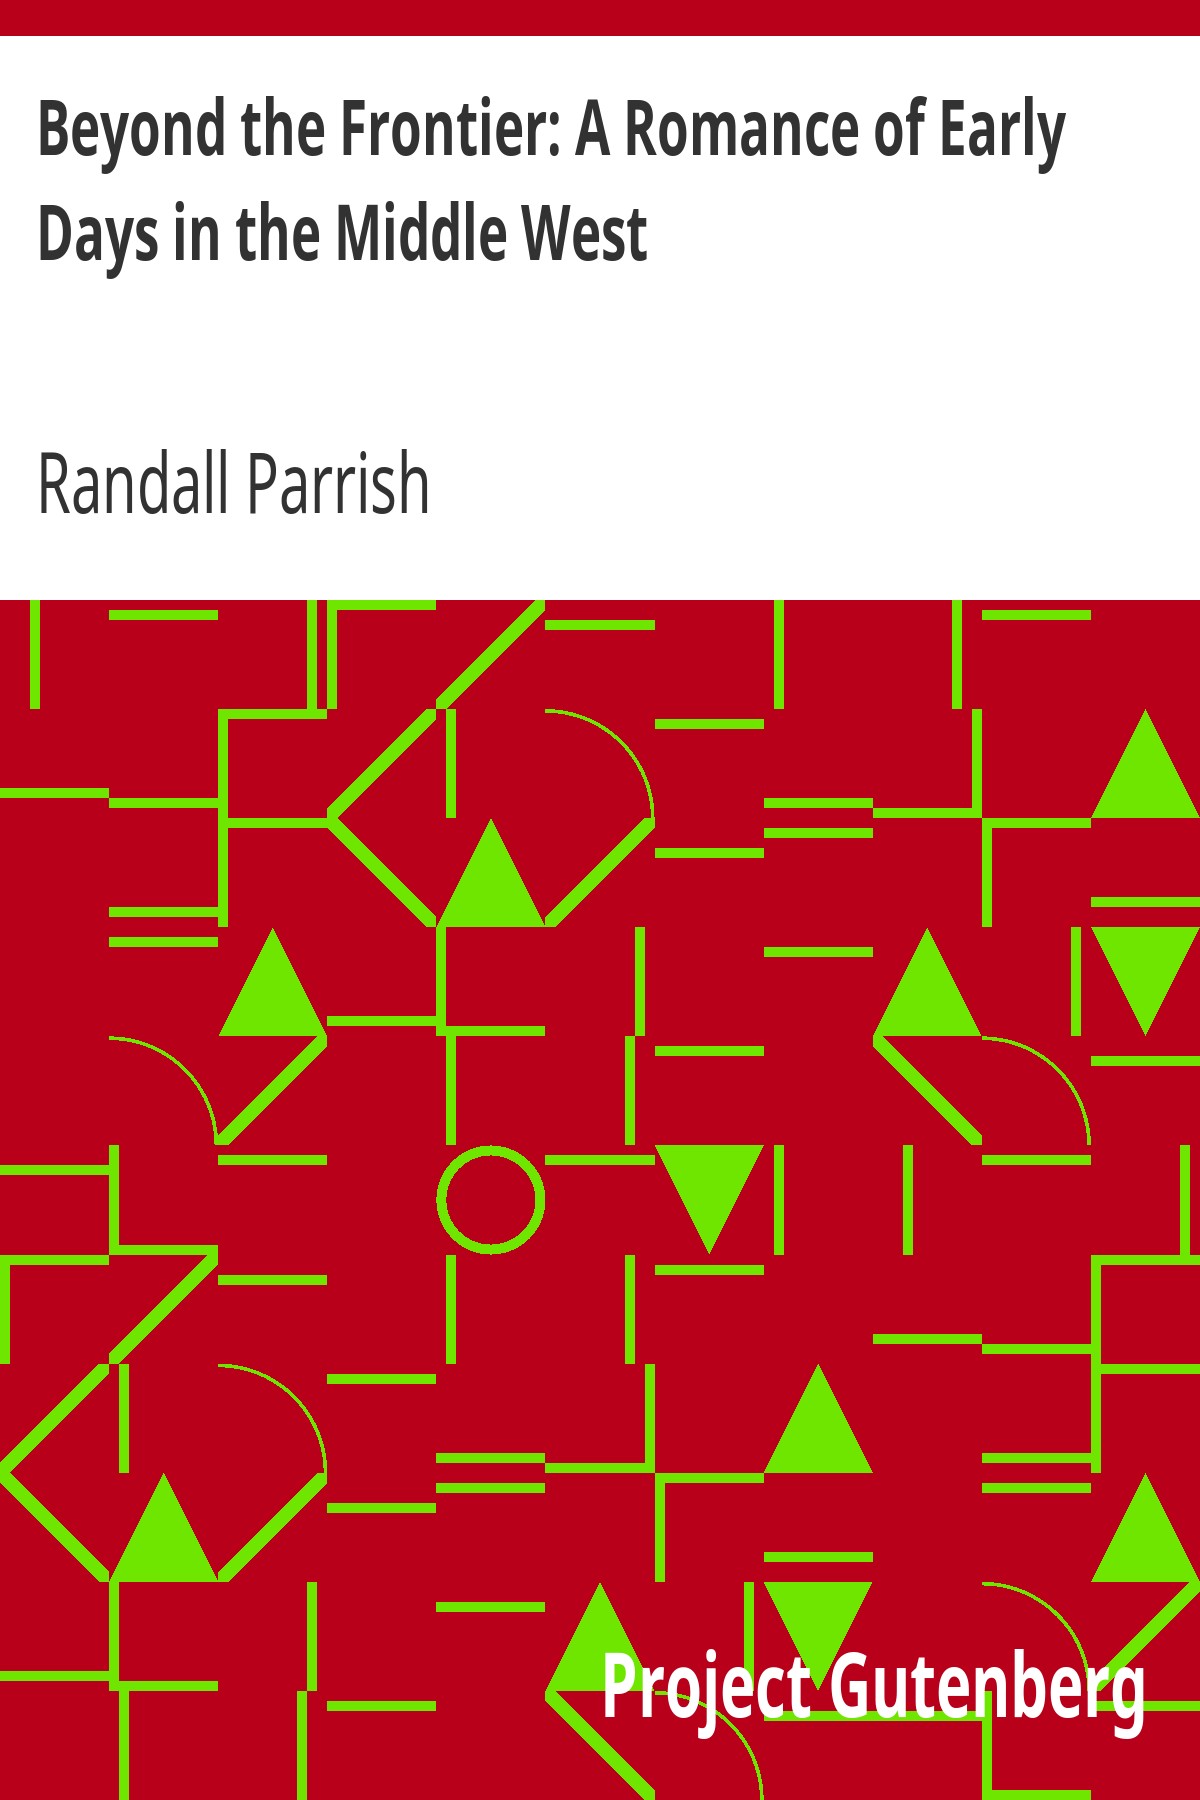 Beyond the Frontier: A Romance of Early
Days in the Middle West
Randall Parrish
Project Gutenberg